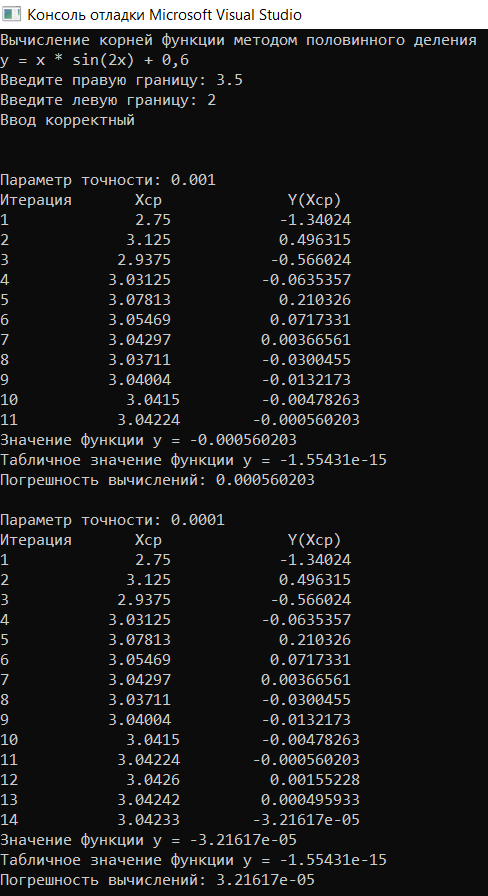 Консоль отладки Microsoft Visual Studio
Вычисление корней функции методом половинного деления
y = x * sin(2x) + 0,6
Введите правую границу: 3.5
Введите левую границу: 2
Ввод корректный
Параметр точности: 0.001
Итерация Xср Y(Xср)
1 2.75 -1.34024
2 3.125 0.496315
3 2.9375 -0.566024
4 3.03125 -0.0635357
5 3.07813 0.210326
6 3.05469 0.0717331
7 3.04297 0.00366561
8 3.03711 -0.0300455
9 3.04004 -0.0132173
10 3.0415 -0.00478263
11 3.04224 -0.000560203
Значение функции y = -0.000560203
Табличное значение функции y = -1.55431e-15
Погрешность вычислений: 0.000560203
Параметр точности: 0.0001
Итерация Xср Y(Xср)
1 2.75 -1.34024
2 3.125 0.496315
3 2.9375 -0.566024
4 3.03125 -0.0635357
5 3.07813 0.210326
6 3.05469 0.0717331
7 3.04297 0.00366561
8 3.03711 -0.0300455
9 3.04004 -0.0132173
10 3.0415 -0.00478263
11 3.04224 -0.000560203
12 3.0426 0.00155228
13 3.04242 0.000495933
14 3.04233 -3.21617e-05
Значение функции y = -3.21617e-05
Табличное значение функции y = -1.55431e-15
Погрешность вычислений: 3.21617e-05